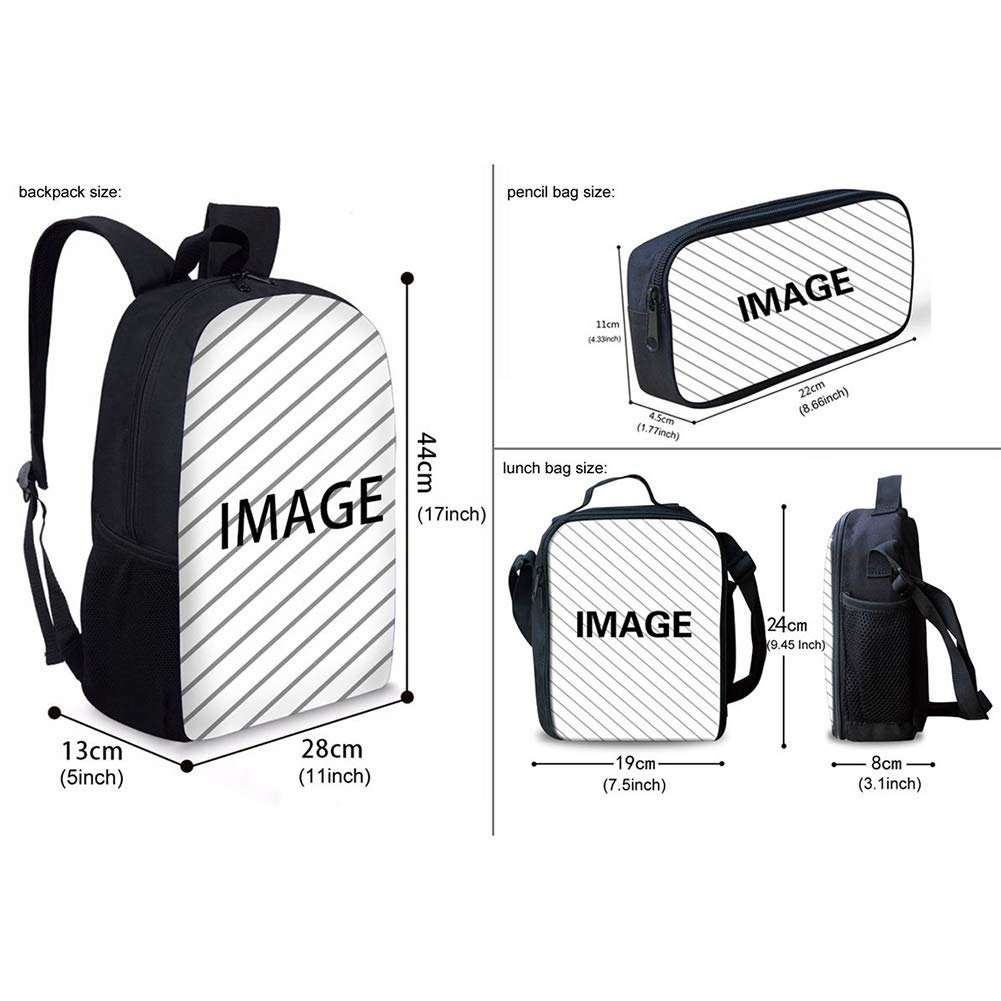 backpack size:
IMAGE
44cm
(17inch)
13cm
(5inch)
28cm
(11inch)
pencil bag size:
IMAGE
11cm
(4.33inch)
4.5cm
(1.77inch)
22cm
(8.66inch)
lunch bag size:
IMAGE
24cm
(9.45 Inch)
19cm
(7.5inch)
8cm
(3.1inch)